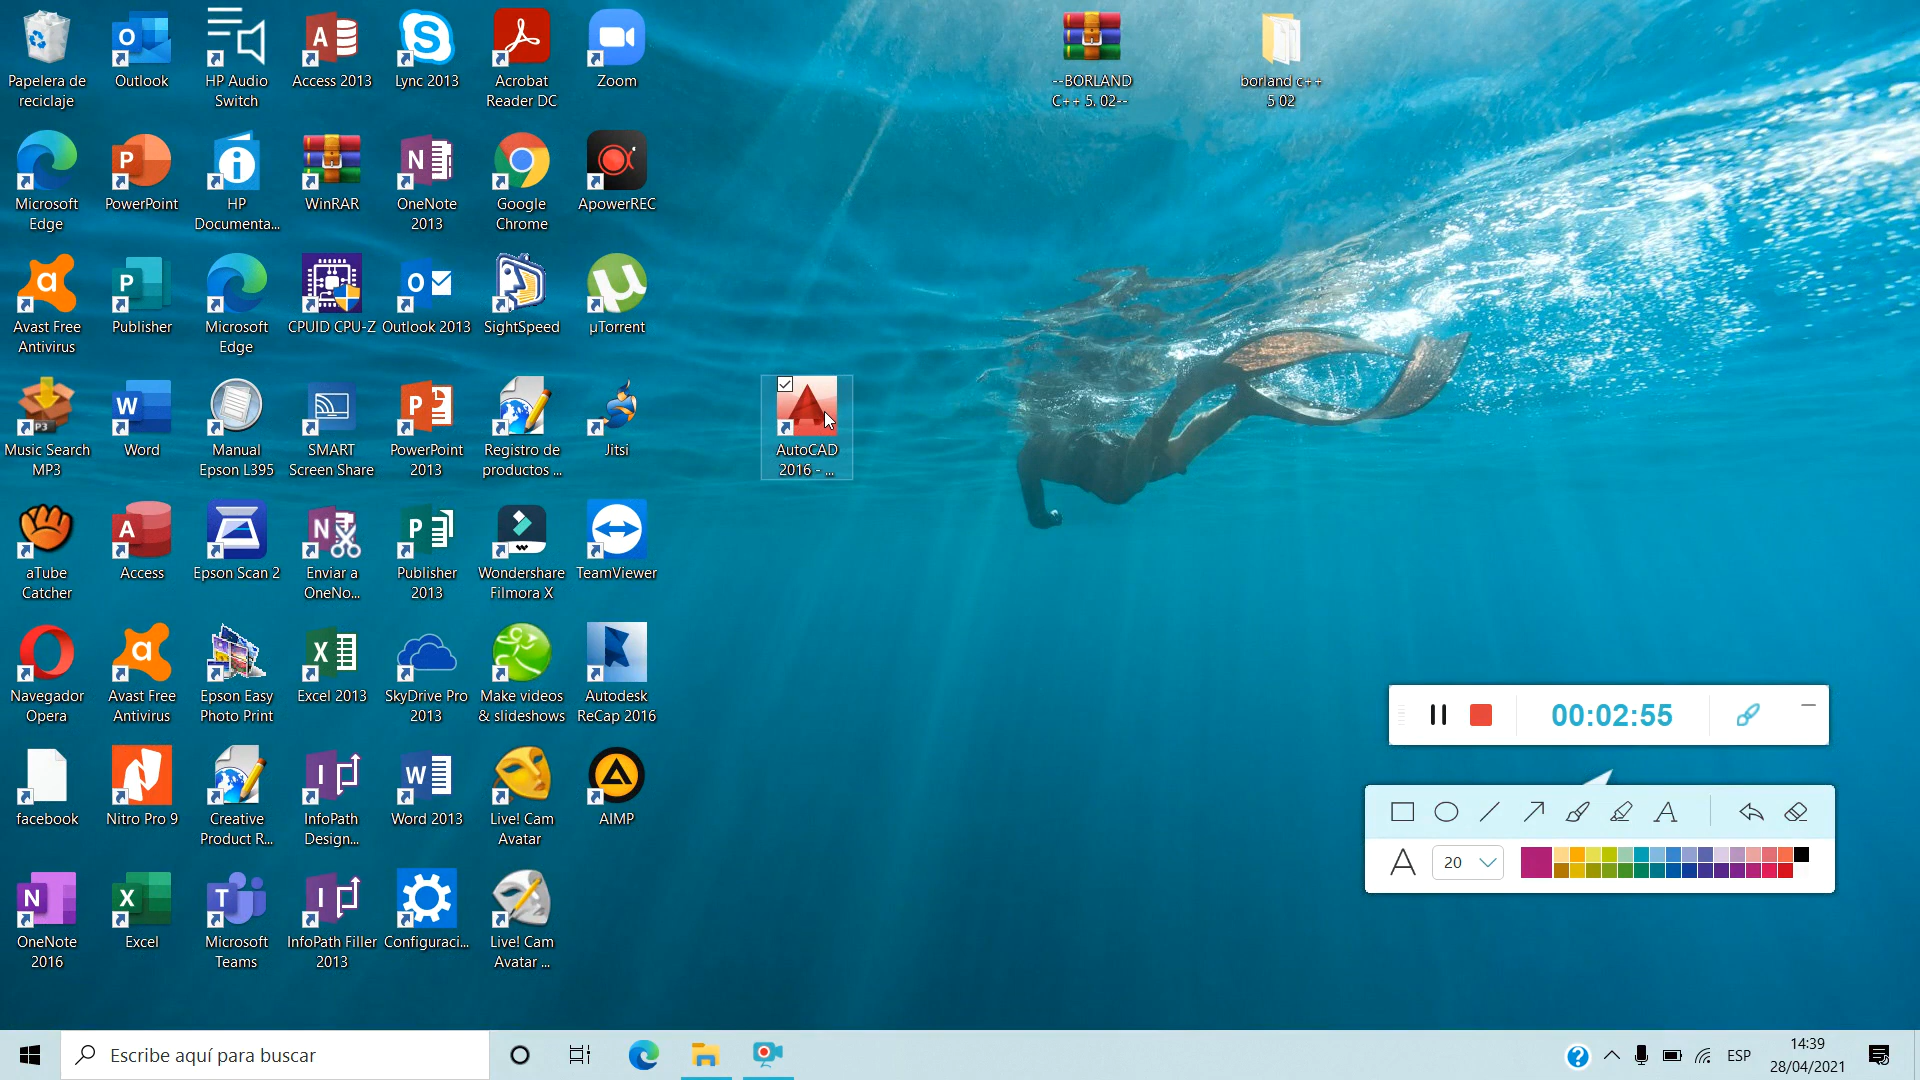 Papelera de
reciclaje
Outlook
HP Audio
Switch
Access 2013
Lync 2013
Acrobat
Reader DC
Zoom
--BORLAND
C++ 5. 02--
borland c++
5 02
Microsoft
Edge
PowerPoint
HP
Documenta...
WinRAR
OneNote
2013
Google
Chrome
ApowerREC
Avast Free
Antivirus
Publisher
Microsoft
Edge
CPUID CPU-Z
Outlook 2013
SightSpeed
µTorrent
Music Search
MP3
Word
Manual
Epson L395
SMART
Screen Share
PowerPoint
2013
Registro de
productos ...
Jitsi
AutoCAD
2016 - ...
aTube
Catcher
Access
Epson Scan 2
Enviar a
OneNo...
Publisher
2013
Wondershare
Filmora X
TeamViewer
Navegador
Opera
Avast Free
Antivirus
Epson Easy
Photo Print
Excel 2013
SkyDrive Pro
2013
Make videos
& slideshows
Autodesk
ReCap 2016
00:02:55
facebook
Nitro Pro 9
Creative
Product R...
InfoPath
Design...
Word 2013
Live! Cam
Avatar
AIMP
20
OneNote
2016
Excel
Microsoft
Teams
InfoPath Filler
2013
Configuraci...
Live! Cam
Avatar ...
Escribe aquí para buscar
ESP
14:39
28/04/2021